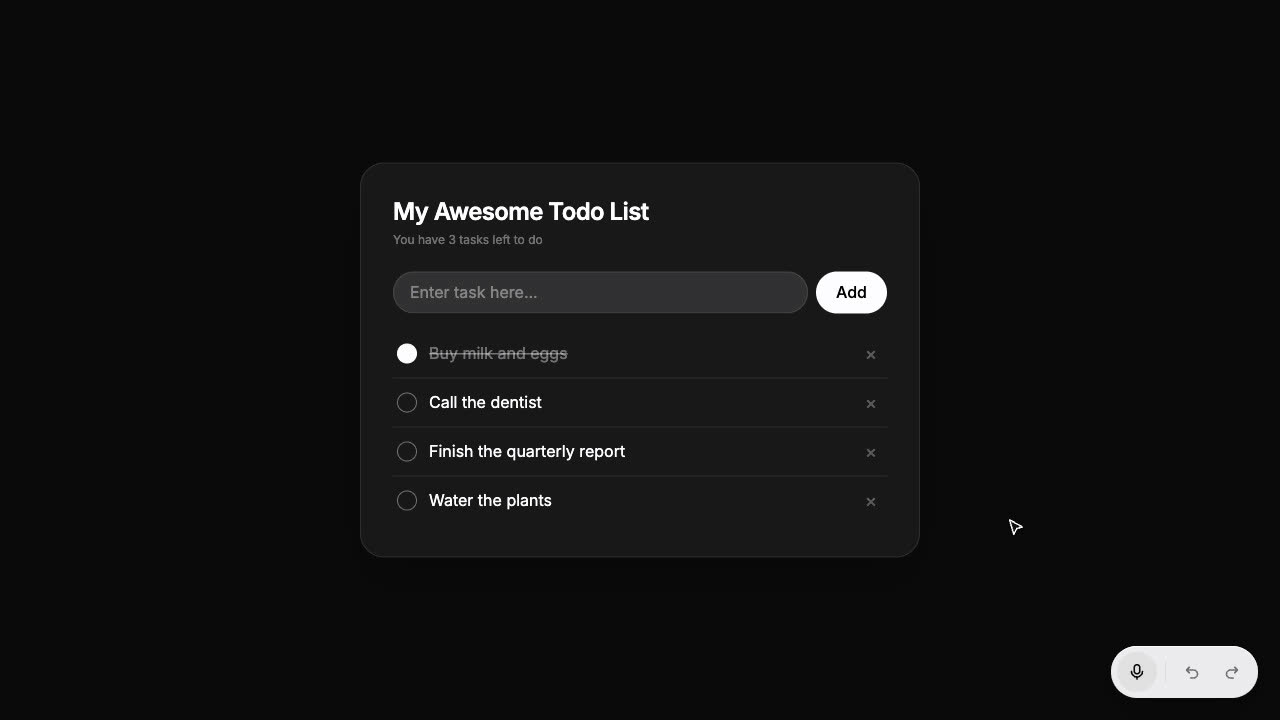 My Awesome Todo List
You have 3 tasks left to do
Enter task here...
Add
Buy milk and eggs
×
Call the dentist
×
Finish the quarterly report
×
Water the plants
×